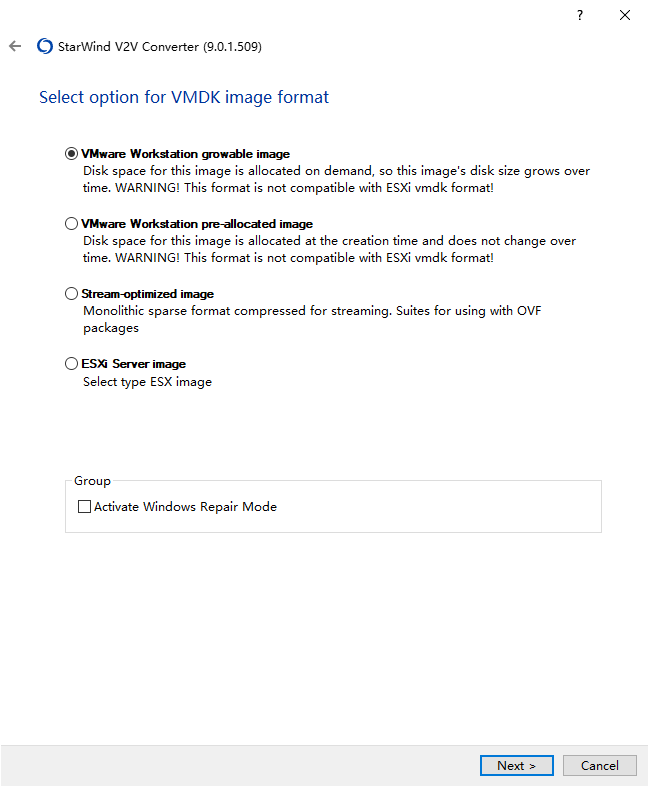 ?
StarWind V2V Converter (9.0.1.509)
Select option for VMDK image format
VMware Workstation growable image
Disk space for this image is allocated on demand, so this image's disk size grows over
time. WARNING! This format is not compatible with ESXi vmdk format!
VMware Workstation pre-allocated image
Disk space for this image is allocated at the creation time and does not change over
time. WARNING! This format is not compatible with ESXi vmdk format!
Stream-optimized image
Monolithic sparse format compressed for streaming. Suites for using with OVF
packages
ESXi Server image
Select type ESX image
Group
Activate Windows Repair Mode
Next >
Cancel